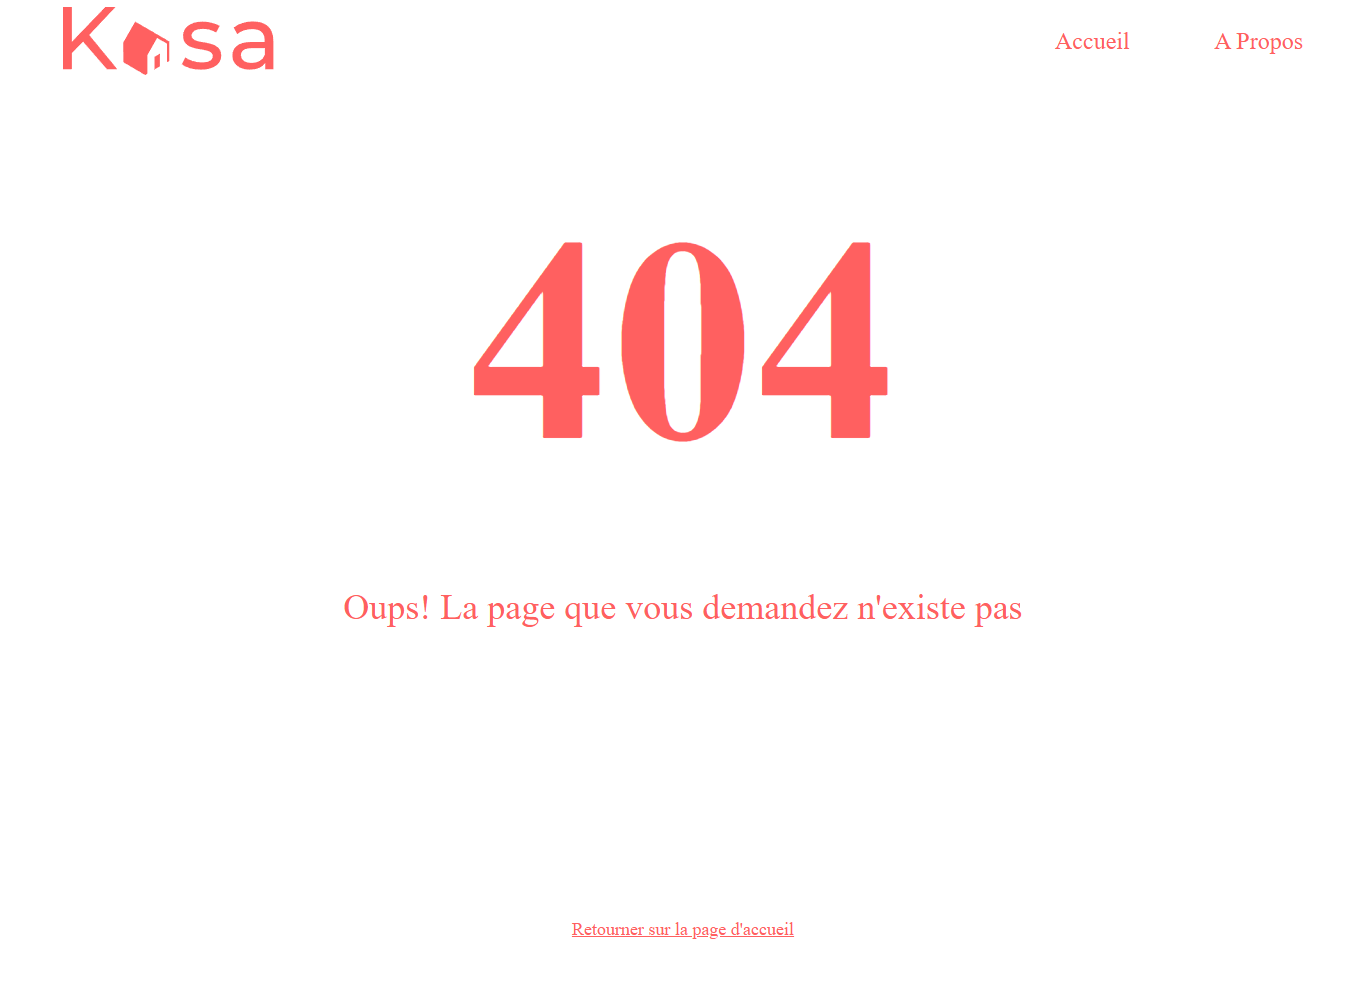 Kasa
Accueil
A Propos
404
Oups! La page que vous demandez n'existe pas
Retourner sur la page d'accueil